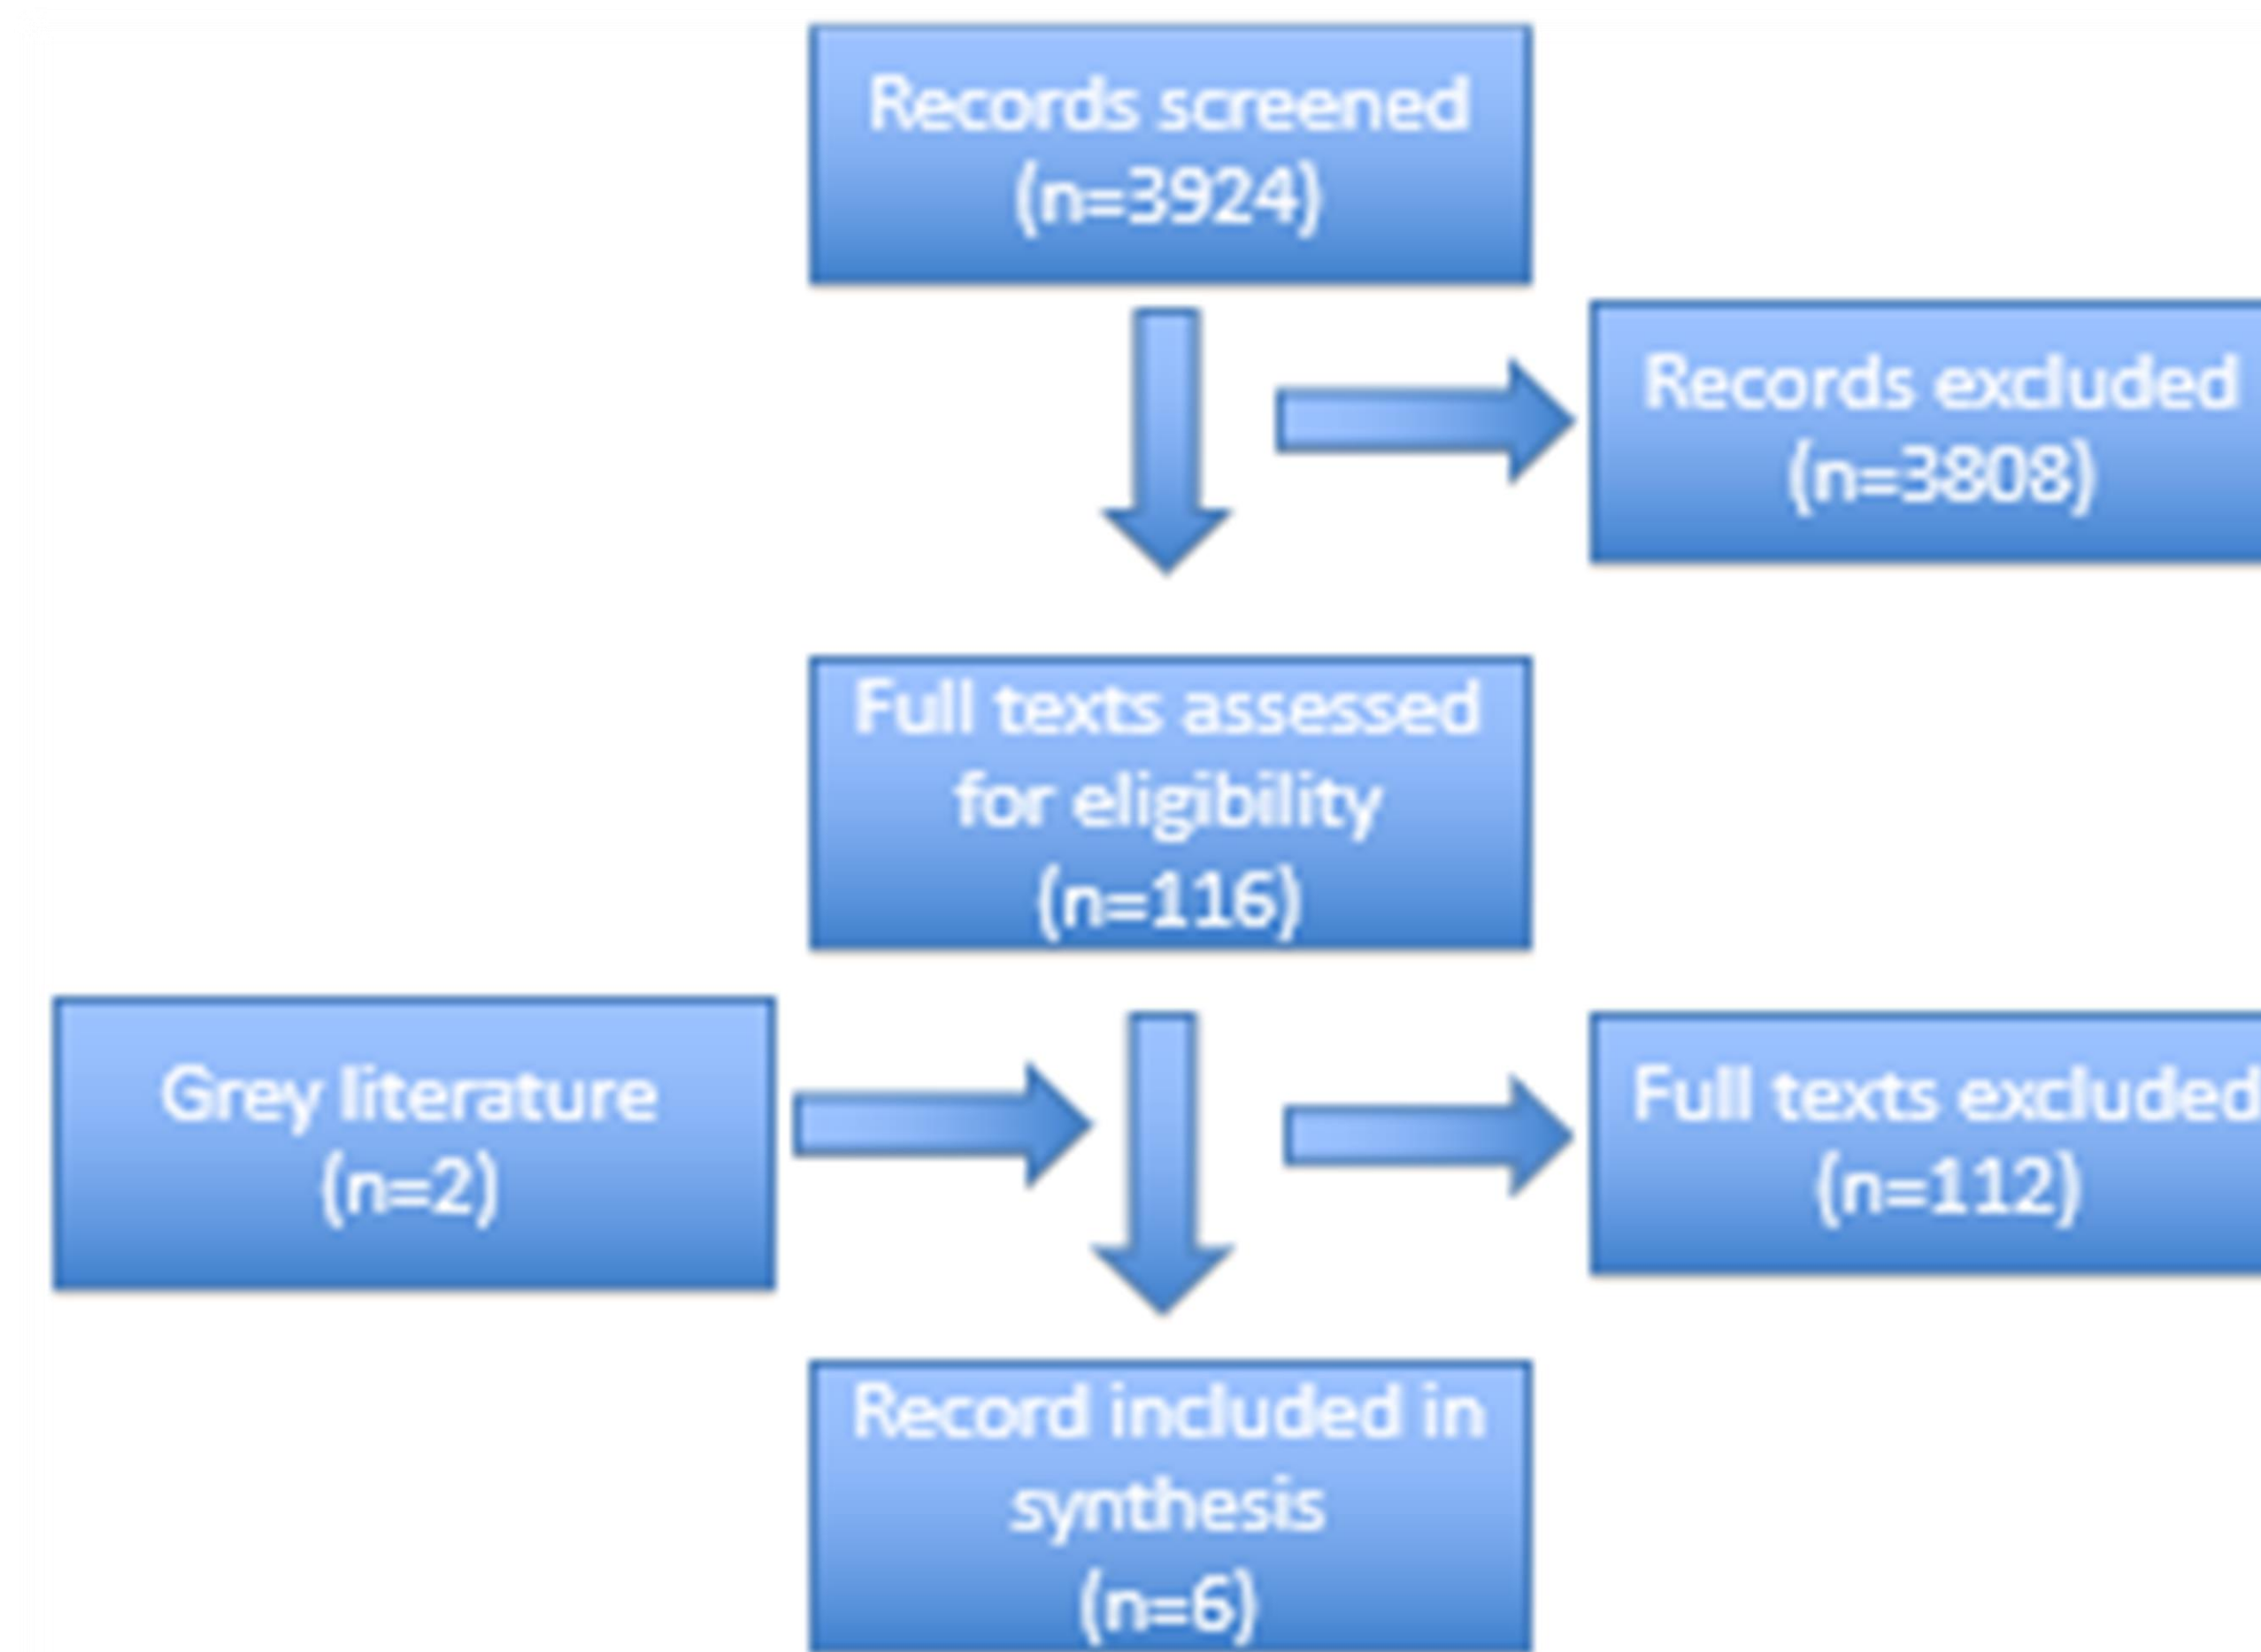 Records screened
(n=3924)
Records excluded
(n=3808)
Full texts assessed
for eligibility
(n=116)
Grey literature
(n=2)
Full texts excluded
(n=112)
Record included in
synthesis
(n=6)